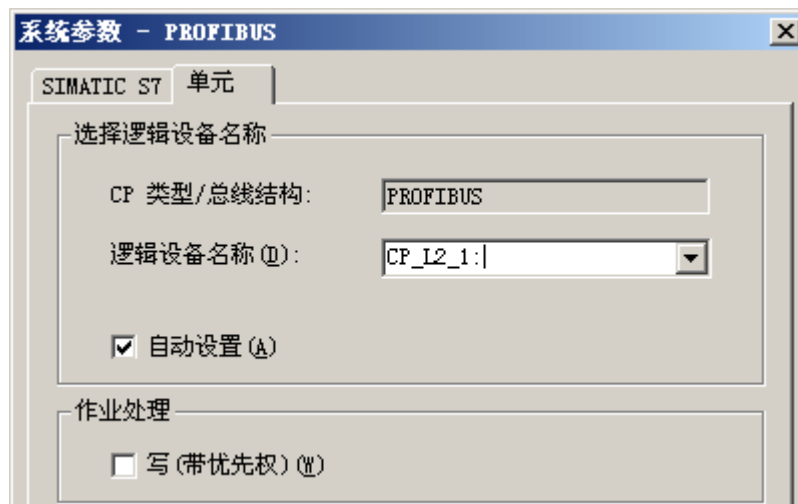 系统参数 - PROFIBUS
SIMATIC S7 单元
选择逻辑设备名称
CP 类型/总线结构: PROFIBUS
逻辑设备名称(D): CP_L2_1:
自动设置(A)
作业处理
写(带优先权)(W)